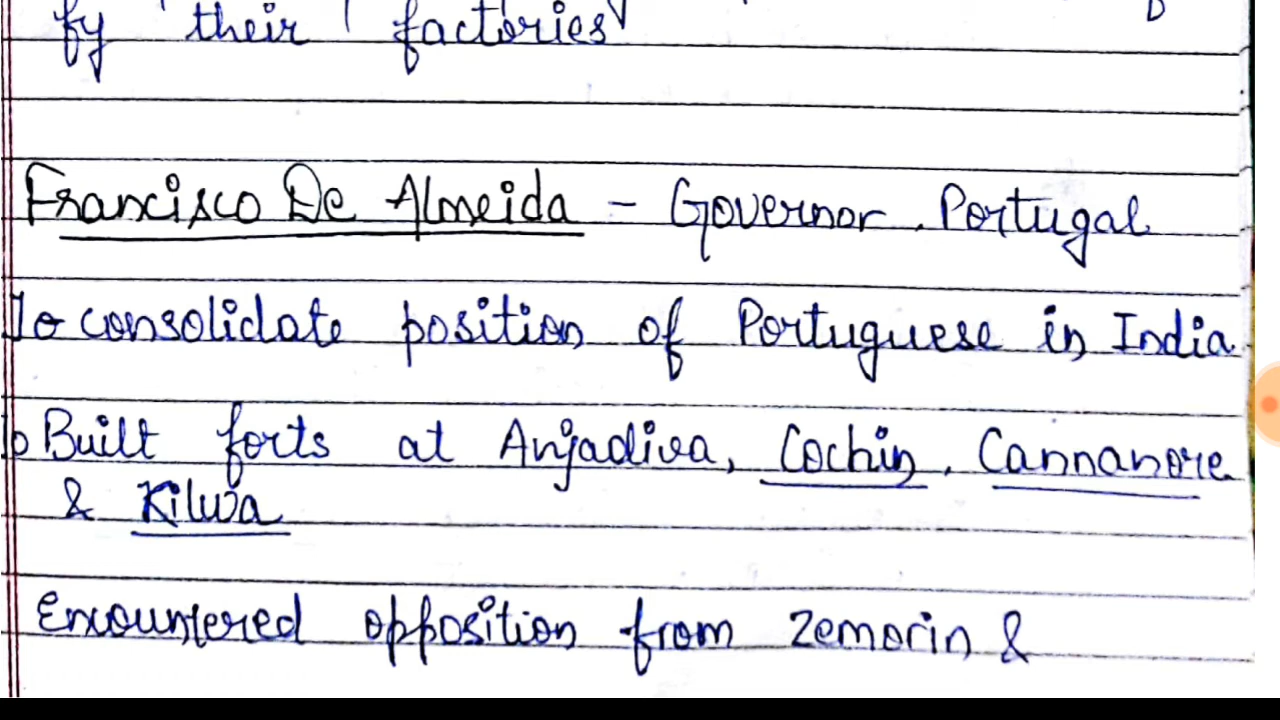 fy their factories
Francisco De Almeida - Governor, Portugal
To consolidate position of Portuguese in India
Built forts at Anjadiva, Cochin, Cannanore
& Kilwa
Encountered opposition from Zemorin &